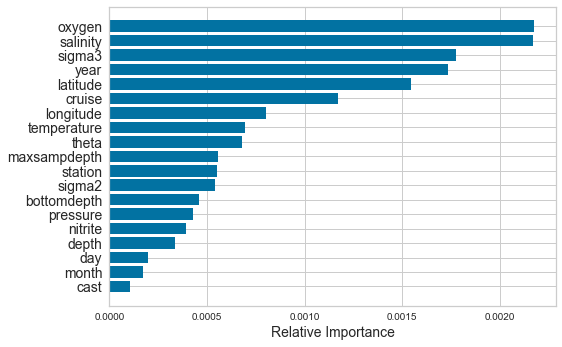 oxygen
salinity
sigma3
year
latitude
cruise
longitude
temperature
theta
maxsampdepth
station
sigma2
bottomdepth
pressure
nitrite
depth
day
month
cast
0.0000 0.0005 0.0010 0.0015 0.0020
Relative Importance